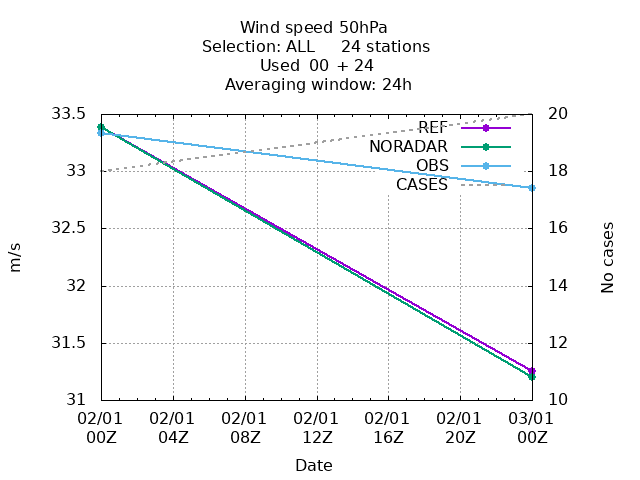 Wind speed 50hPa
Selection: ALL     24 stations
Used  00  + 24
Averaging window: 24h
33.5
33
32.5
32
31.5
31
20
18
16
14
12
10
m/s
No cases
REF
NORADAR
OBS
CASES
02/01 02/01 02/01 02/01 02/01 02/01 03/01
00Z 04Z 08Z 12Z 16Z 20Z 00Z
Date